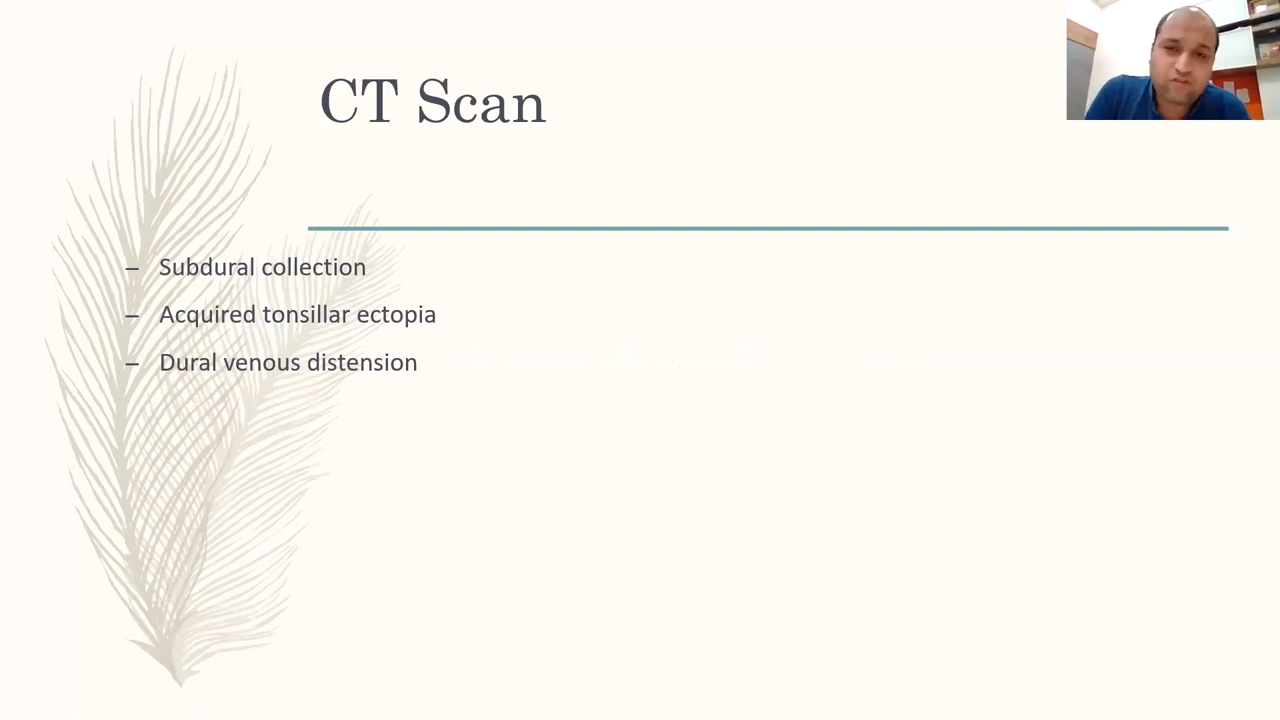 CT Scan
– Subdural collection
– Acquired tonsillar ectopia
– Dural venous distension